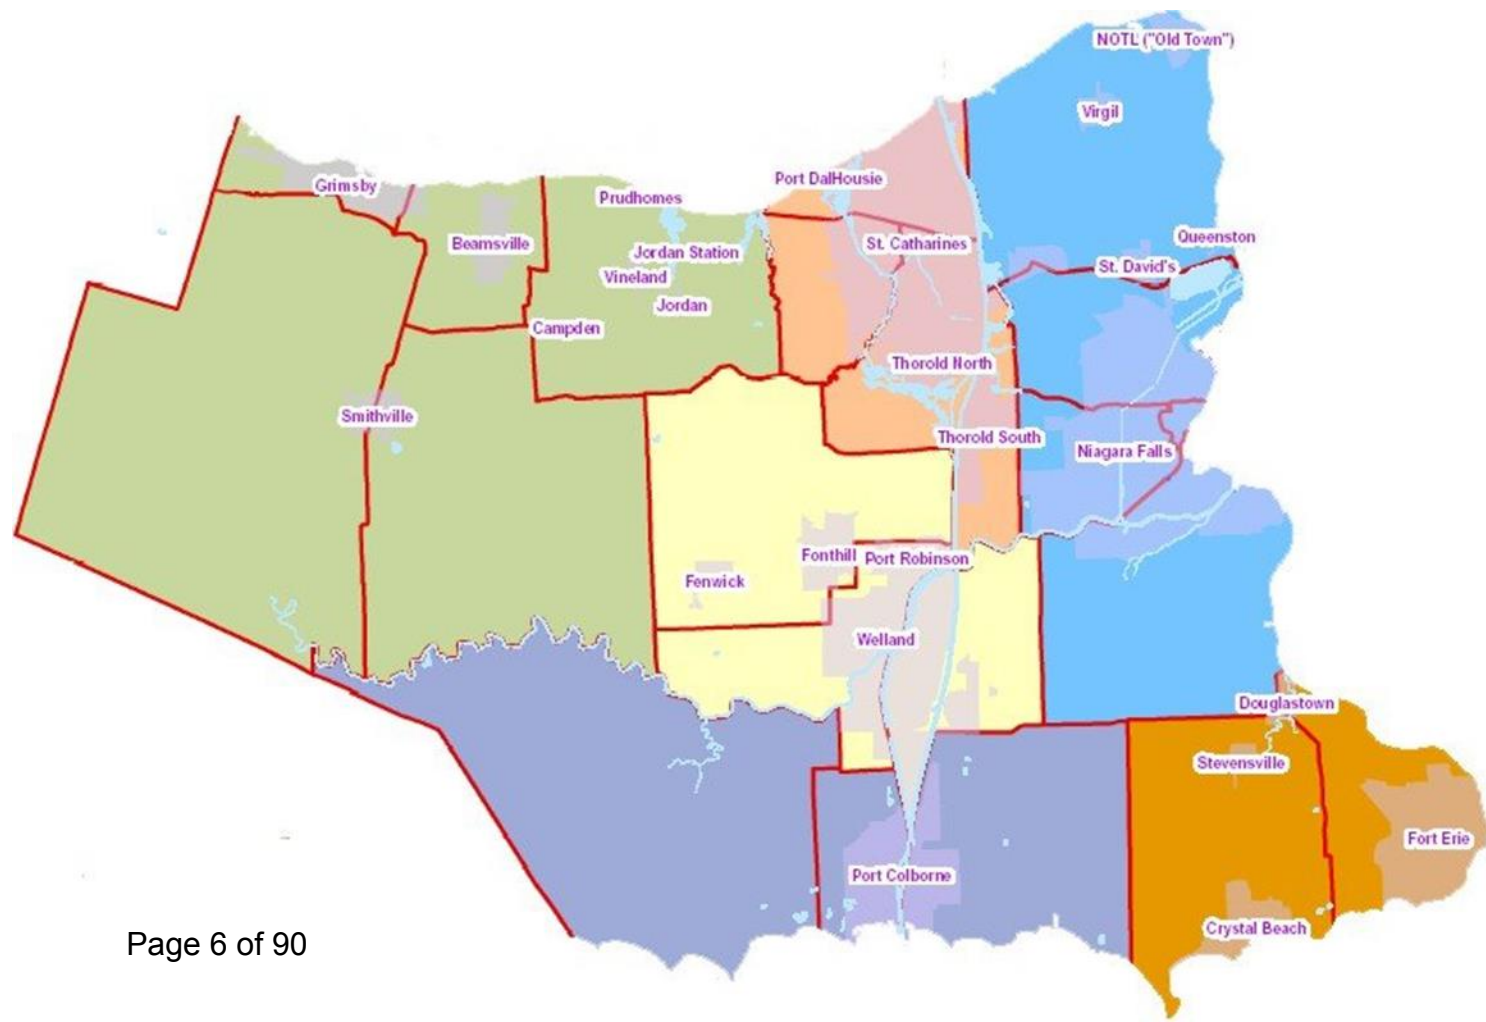 NOTL ("Old Town")
Virgil
Port DalHousie
Grimsby
Prudhomes
Queenston
Beamsville
St. Catharines
Jordan Station
St. David's
Vineland
Jordan
Campden
Thorold North
Smithville
Thorold South
Niagara Falls
Fonthill
Port Robinson
Fenwick
Welland
Douglastown
Stevensville
Fort Erie
Port Colborne
Crystal Beach
Page 6 of 90